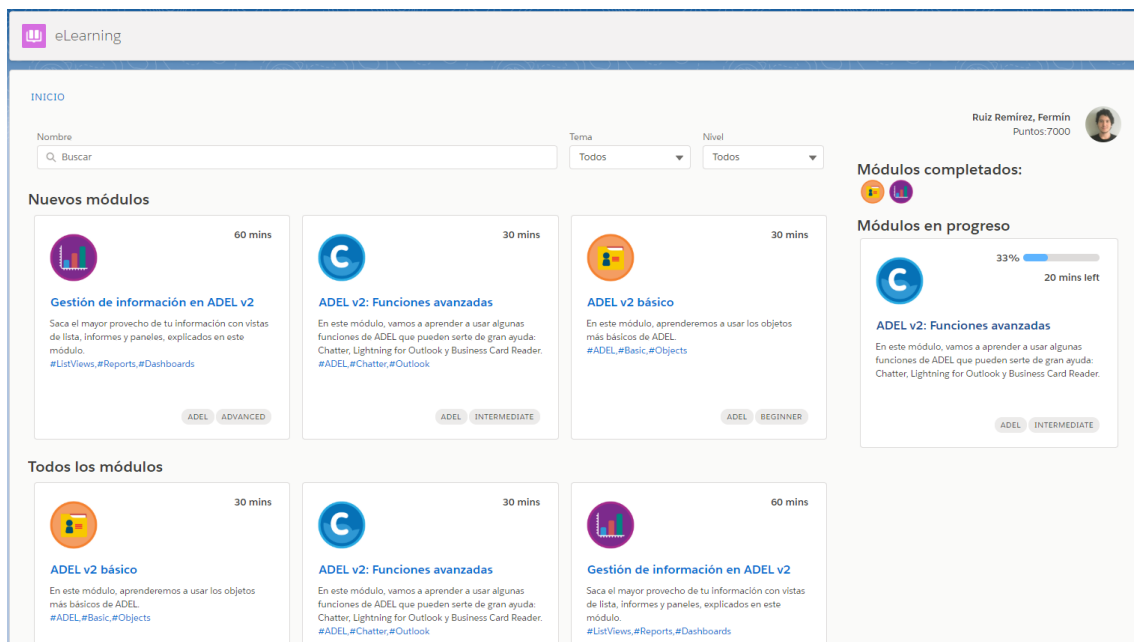 eLearning
INICIO
Ruiz Remírez, Fermín
Puntos:7000
Nombre
Tema
Nivel
Buscar
Todos
Todos
Módulos completados:
Nuevos módulos
60 mins
Gestión de información en ADEL v2
Saca el mayor provecho de tu información con vistas
de lista, informes y paneles, explicados en este
módulo.
#ListViews,#Reports,#Dashboards
ADEL
ADVANCED
30 mins
C
ADEL v2: Funciones avanzadas
En este módulo, vamos a aprender a usar algunas
funciones de ADEL que pueden serte de gran ayuda:
Chatter, Lightning for Outlook y Business Card Reader.
#ADEL,#Chatter,#Outlook
ADEL
INTERMEDIATE
30 mins
ADEL v2 básico
En este módulo, aprenderemos a usar los objetos
más básicos de ADEL.
#ADEL,#Basic,#Objects
ADEL
BEGINNER
Módulos en progreso
33%
20 mins left
C
ADEL v2: Funciones avanzadas
En este módulo, vamos a aprender a usar algunas
funciones de ADEL que pueden serte de gran ayuda:
Chatter, Lightning for Outlook y Business Card Reader.
ADEL
INTERMEDIATE
Todos los módulos
30 mins
ADEL v2 básico
En este módulo, aprenderemos a usar los objetos
más básicos de ADEL.
#ADEL,#Basic,#Objects
30 mins
C
ADEL v2: Funciones avanzadas
En este módulo, vamos a aprender a usar algunas
funciones de ADEL que pueden serte de gran ayuda:
Chatter, Lightning for Outlook y Business Card Reader.
#ADEL,#Chatter,#Outlook
60 mins
Gestión de información en ADEL v2
Saca el mayor provecho de tu información con vistas
de lista, informes y paneles, explicados en este
módulo.
#ListViews,#Reports,#Dashboards